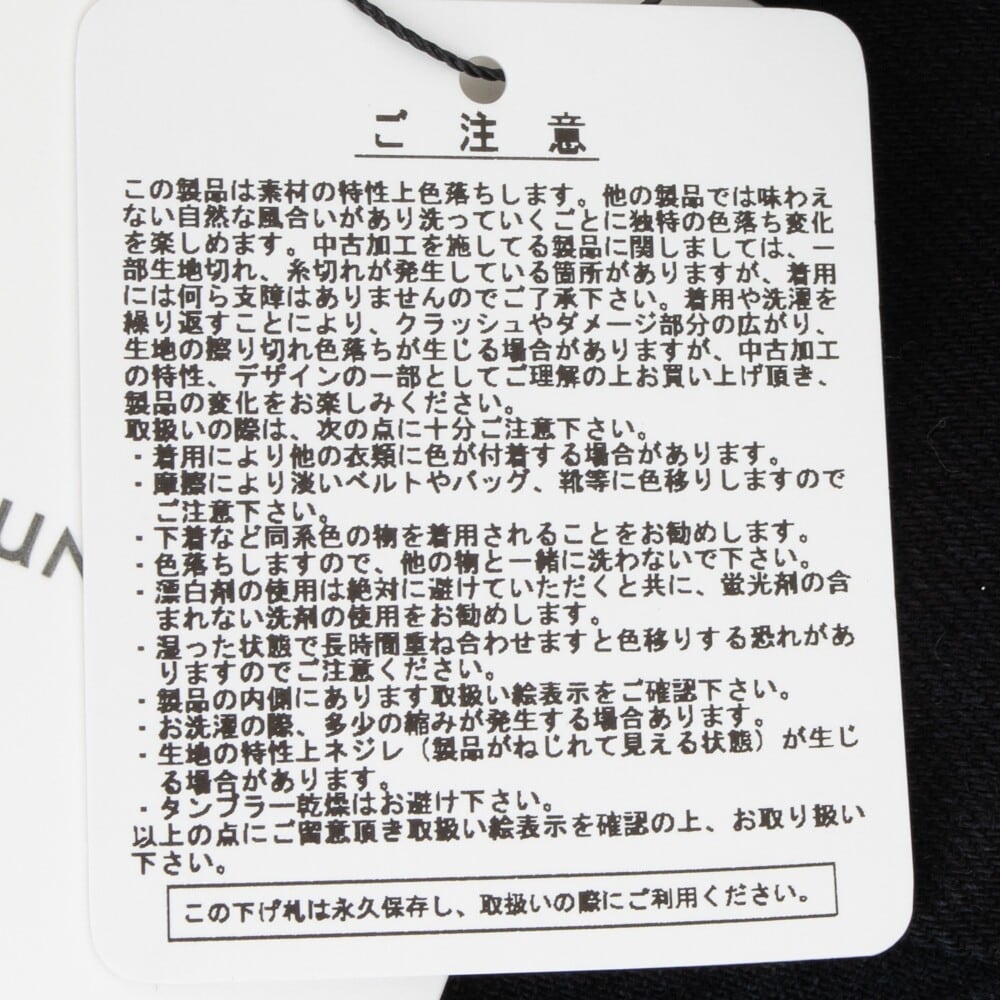 ご注意
この製品は素材の特性上色落ちします。他の製品では味わえ
ない自然な風合いがあり洗っていくごとに独特の色落ち変化
を楽しめます。中古加工を施してる製品に関しましては、一
部生地切れ、糸切れが発生している箇所がありますが、着用
には何ら支障はありませんのでご了承下さい。着用や洗濯を
繰り返すことにより、クラッシュやダメージ部分の広がり、
生地の擦り切れ色落ちが生じる場合がありますが、中古加工
の特性、デザインの一部としてご理解の上お買い上げ頂き、
製品の変化をお楽しみください。
取扱いの際は、次の点に十分ご注意下さい。
・着用により他の衣類に色が付着する場合があります。
・摩擦により淡いベルトやバッグ、靴等に色移りしますので
ご注意下さい。
・下着など同系色の物を着用されることをお勧めします。
・色落ちしますので、他の物と一緒に洗わないで下さい。
・漂白剤の使用は絶対に避けていただくと共に、蛍光剤の含
まれない洗剤の使用をお勧めします。
・湿った状態で長時間重ね合わせますと色移りする恐れがあ
りますのでご注意ください。
・製品の内側にあります取扱い絵表示をご確認下さい。
・お洗濯の際、多少の縮みが発生する場合あります。
・生地の特性上ネジレ（製品がねじれて見える状態）が生じ
る場合があります。
・タンブラー乾燥はお避け下さい。
以上の点にご留意頂き取扱い絵表示を確認の上、お取り扱い
下さい。
この下げ札は永久保存し、取扱いの際にご利用ください。